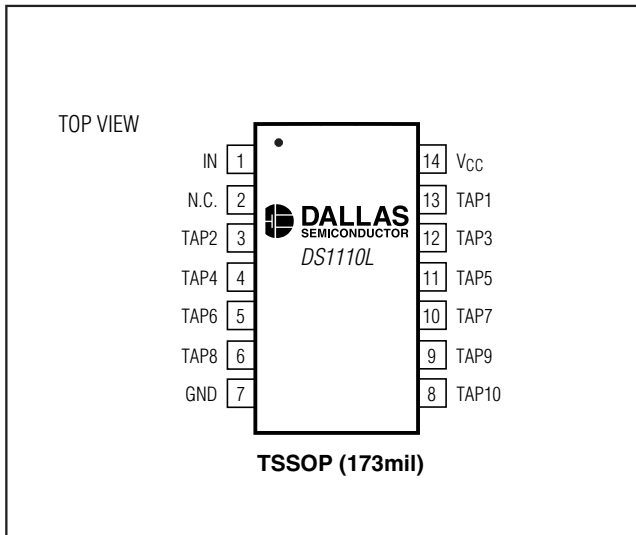 TOP VIEW
IN 1
14 VCC
N.C. 2
13 TAP1
DALLAS
SEMICONDUCTOR
TAP2 3
12 TAP3
DS1110L
TAP4 4
11 TAP5
TAP6 5
10 TAP7
TAP8 6
9 TAP9
GND 7
8 TAP10
TSSOP (173mil)